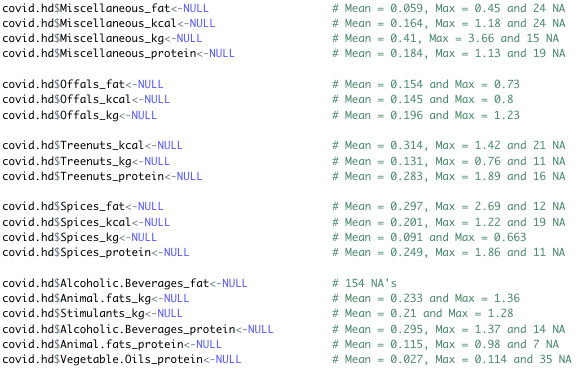 covid.hd$Miscellaneous_fat<-NULL # Mean = 0.059, Max = 0.45 and 24 NA
covid.hd$Miscellaneous_kcal<-NULL # Mean = 0.164, Max = 1.18 and 24 NA
covid.hd$Miscellaneous_kg<-NULL # Mean = 0.41, Max = 3.66 and 15 NA
covid.hd$Miscellaneous_protein<-NULL # Mean = 0.184, Max = 1.13 and 19 NA
covid.hd$Offals_fat<-NULL # Mean = 0.154 and Max = 0.73
covid.hd$Offals_kcal<-NULL # Mean = 0.145 and Max = 0.8
covid.hd$Offals_kg<-NULL # Mean = 0.196 and Max = 1.23
covid.hd$Treenuts_kcal<-NULL # Mean = 0.314, Max = 1.42 and 21 NA
covid.hd$Treenuts_kg<-NULL # Mean = 0.131, Max = 0.76 and 11 NA
covid.hd$Treenuts_protein<-NULL # Mean = 0.283, Max = 1.89 and 16 NA
covid.hd$Spices_fat<-NULL # Mean = 0.297, Max = 2.69 and 12 NA
covid.hd$Spices_kcal<-NULL # Mean = 0.201, Max = 1.22 and 19 NA
covid.hd$Spices_kg<-NULL # Mean = 0.091 and Max = 0.663
covid.hd$Spices_protein<-NULL # Mean = 0.249, Max = 1.86 and 11 NA
covid.hd$Alcoholic.Beverages_fat<-NULL # 154 NA's
covid.hd$Animal.fats_kg<-NULL # Mean = 0.233 and Max = 1.36
covid.hd$Stimulants_kg<-NULL # Mean = 0.21 and Max = 1.28
covid.hd$Alcoholic.Beverages_protein<-NULL # Mean = 0.295, Max = 1.37 and 14 NA
covid.hd$Animal.fats_protein<-NULL # Mean = 0.115, Max = 0.98 and 7 NA
covid.hd$Vegetable.Oils_protein<-NULL # Mean = 0.027, Max = 0.114 and 35 NA